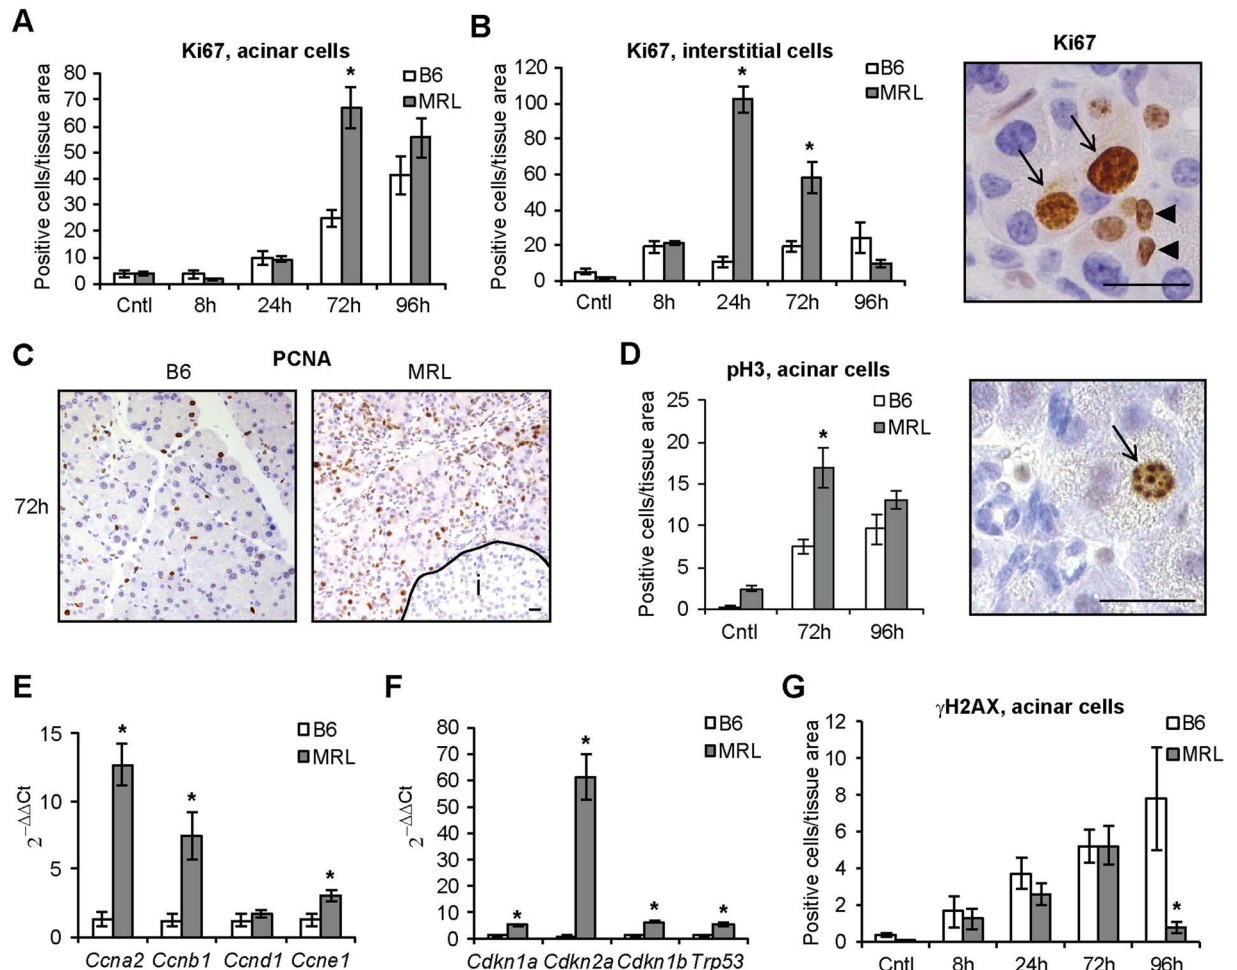 A
Ki67, acinar cells
Positive cells/tissue area
80
70
60
50
40
30
20
10
0
B6
MRL
*
Cntl 8h 24h 72h 96h
B
Ki67, interstitial cells
Positive cells/tissue area
120
100
80
60
40
20
0
B6
MRL
*
*
Cntl 8h 24h 72h 96h
Ki67
C
PCNA
B6 MRL
72h
i
D
pH3, acinar cells
Positive cells/tissue area
25
20
15
10
5
0
B6
MRL
*
Cntl 72h 96h
E
2⁻ΔΔCt
15
10
5
0
B6
MRL
*
*
*
Ccna2 Ccnb1 Ccnd1 Ccne1
F
2⁻ΔΔCt
80
70
60
50
40
30
20
10
0
B6
MRL
*
*
*
*
Cdkn1a Cdkn2a Cdkn1b Trp53
G
γH2AX, acinar cells
Positive cells/tissue area
12
10
8
6
4
2
0
B6
MRL
*
Cntl 8h 24h 72h 96h